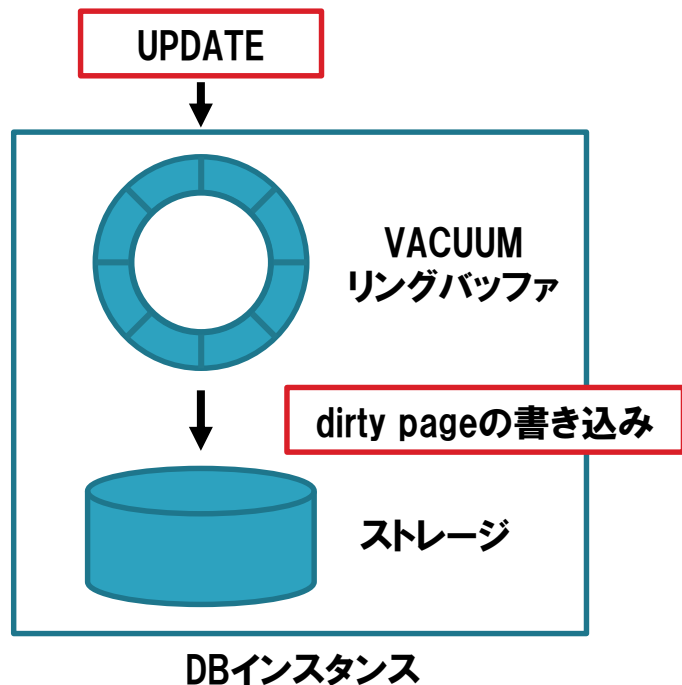 UPDATE
VACUUM
リングバッファ
dirty pageの書き込み
ストレージ
DBインスタンス